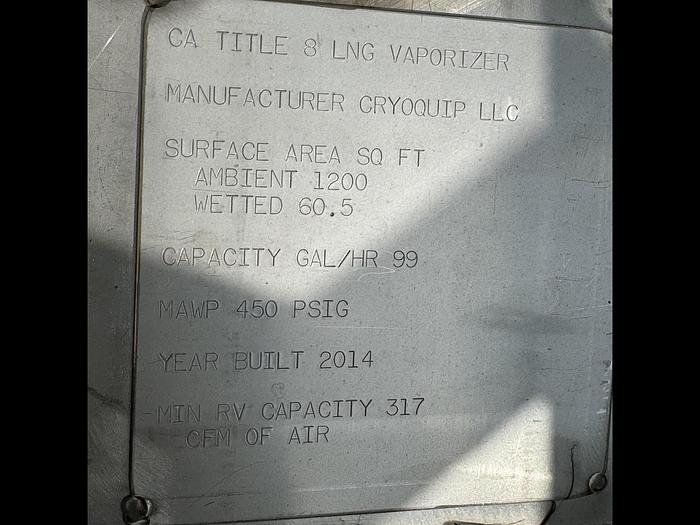 CA TITLE 8 LNG VAPORIZER
MANUFACTURER CRYOQUIP LLC
SURFACE AREA SQ FT
AMBIENT 1200
WETTED 60.5
CAPACITY GAL/HR 99
MAWP 450 PSIG
YEAR BUILT 2014
MIN RV CAPACITY 317
CFM OF AIR